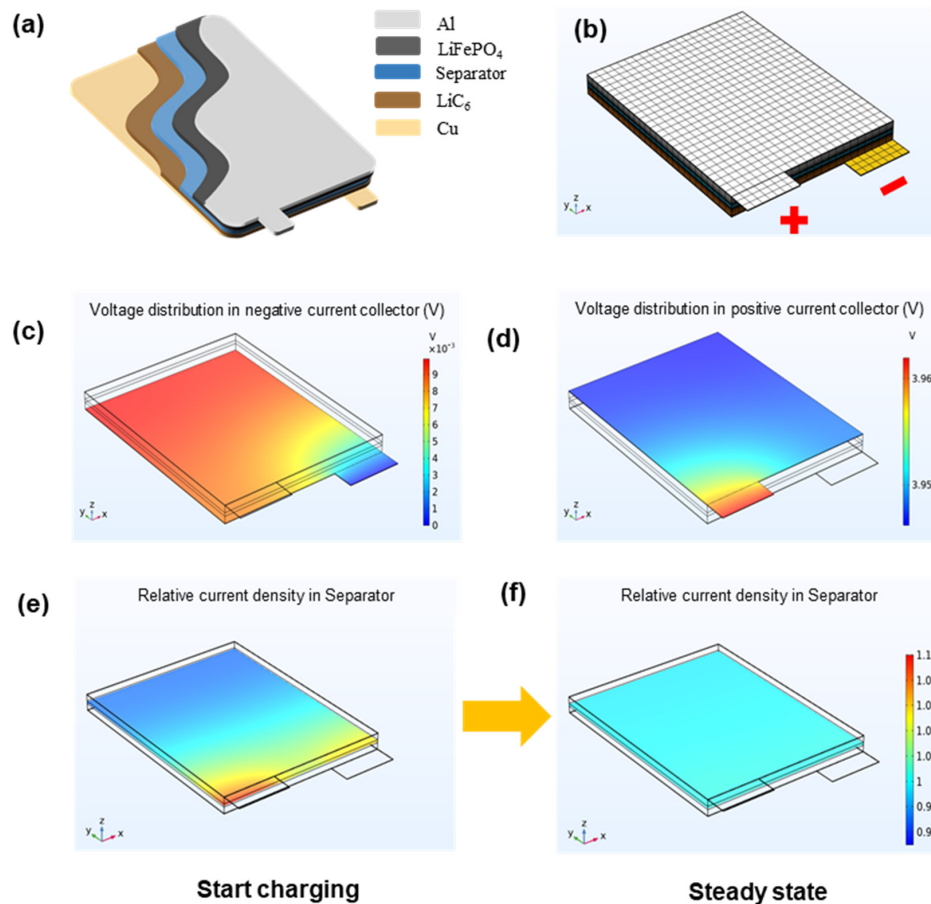 (a)
Al
LiFePO4
Separator
LiC6
Cu
(b)
y z x
+
−
(c)
Voltage distribution in negative current collector (V)
V
×10⁻³
9
8
7
6
5
4
3
2
1
0
y z x
(d)
Voltage distribution in positive current collector (V)
V
3.96
3.95
y z x
(e)
Relative current density in Separator
y z x
(f)
Relative current density in Separator
1.1
1.0
1.0
1.0
1
0.9
0.9
y z x
Start charging
Steady state